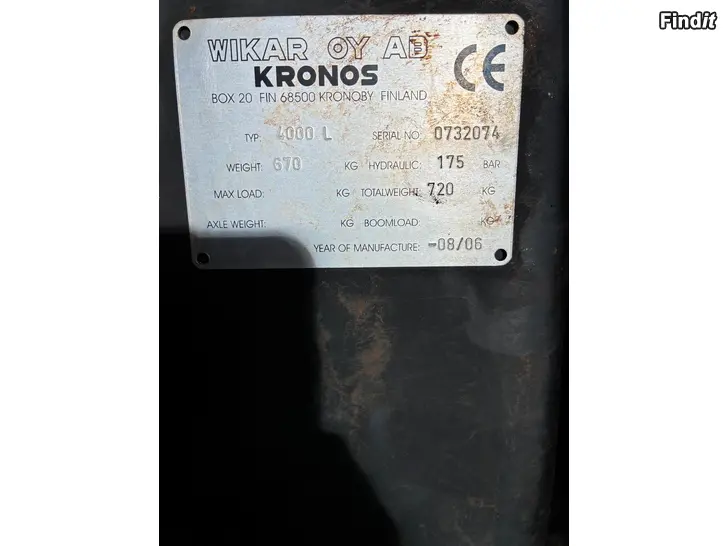 Findit
WIKAR OY AB
KRONOS
CE
BOX 20 FIN 68500 KRONOBY FINLAND
TYP: 4000 L SERIAL NO: 0732074
WEIGHT: 670 KG HYDRAULIC: 175 BAR
MAX LOAD: KG TOTALWEIGHT: 720 KG
AXLE WEIGHT: KG BOOMLOAD: KG
YEAR OF MANUFACTURE: -08/06